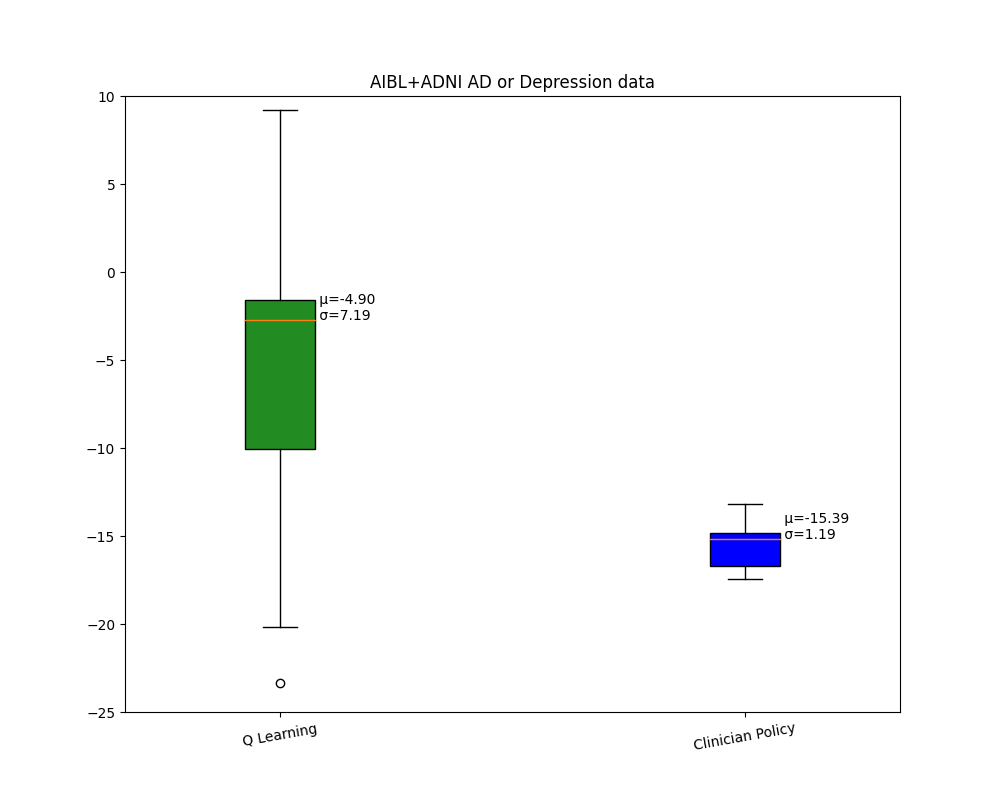 AIBL+ADNI AD or Depression data
10
5
0
−5
−10
−15
−20
−25
μ=-4.90
σ=7.19
μ=-15.39
σ=1.19
Q Learning
Clinician Policy